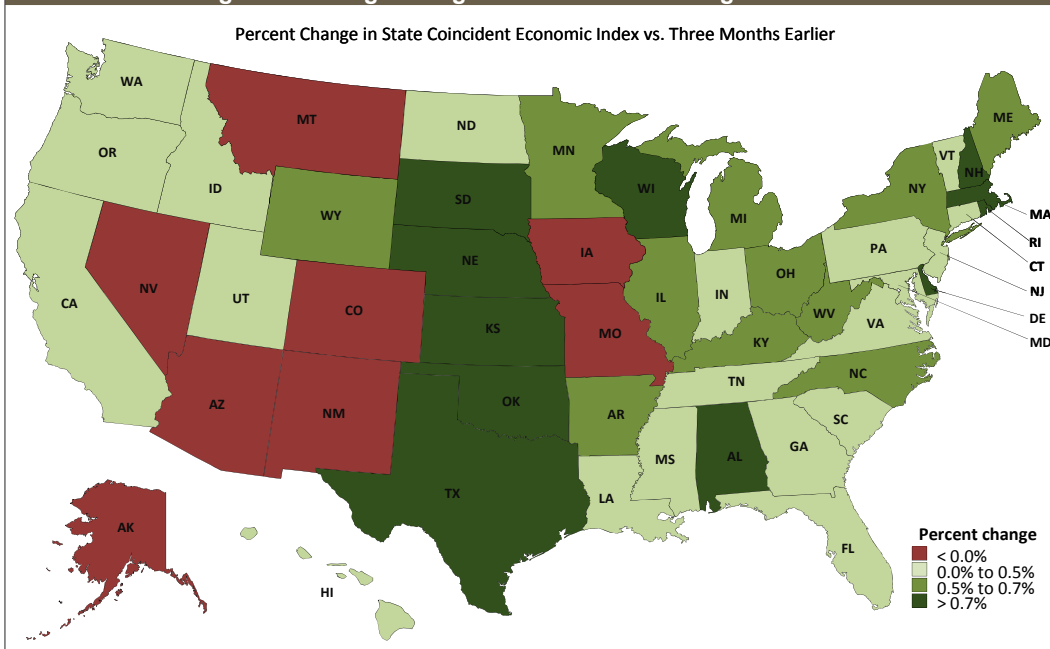 Percent Change in State Coincident Economic Index vs. Three Months Earlier
WA
MT
ND
MN
ME
OR
ID
VT
NH
SD
WI
NY
WY
MI
MA
RI
NE
IA
PA
CT
NV
UT
OH
NJ
CA
CO
IL
IN
WV
DE
KS
MO
VA
MD
KY
NC
AZ
NM
OK
AR
TN
SC
MS
AL
GA
TX
LA
AK
HI
FL
Percent change
< 0.0%
0.0% to 0.5%
0.5% to 0.7%
> 0.7%